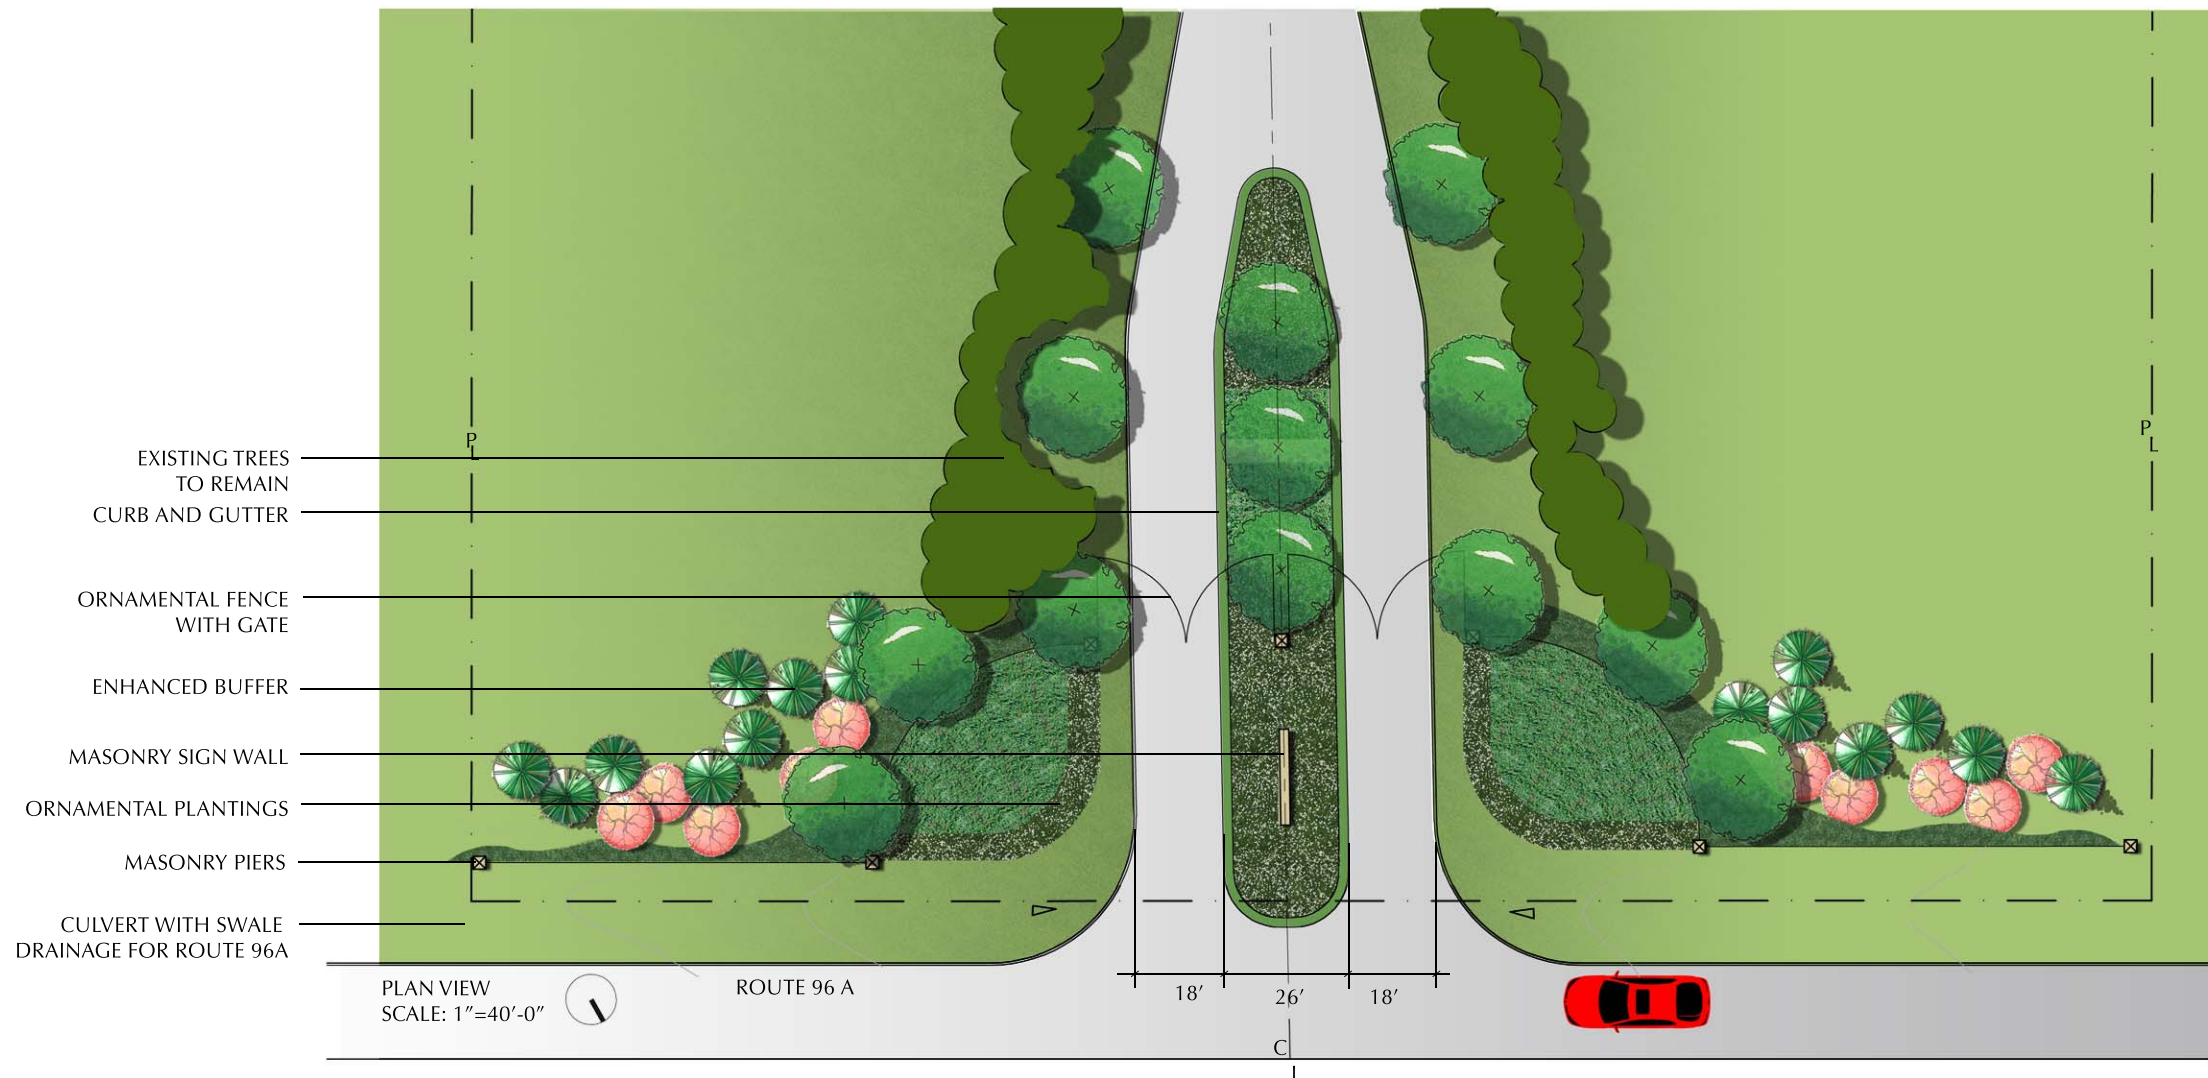 P
L
P
L
EXISTING TREES
TO REMAIN
CURB AND GUTTER
ORNAMENTAL FENCE
WITH GATE
ENHANCED BUFFER
MASONRY SIGN WALL
ORNAMENTAL PLANTINGS
MASONRY PIERS
CULVERT WITH SWALE
DRAINAGE FOR ROUTE 96A
PLAN VIEW
SCALE: 1"=40'-0"
ROUTE 96 A
18'
26'
18'
C